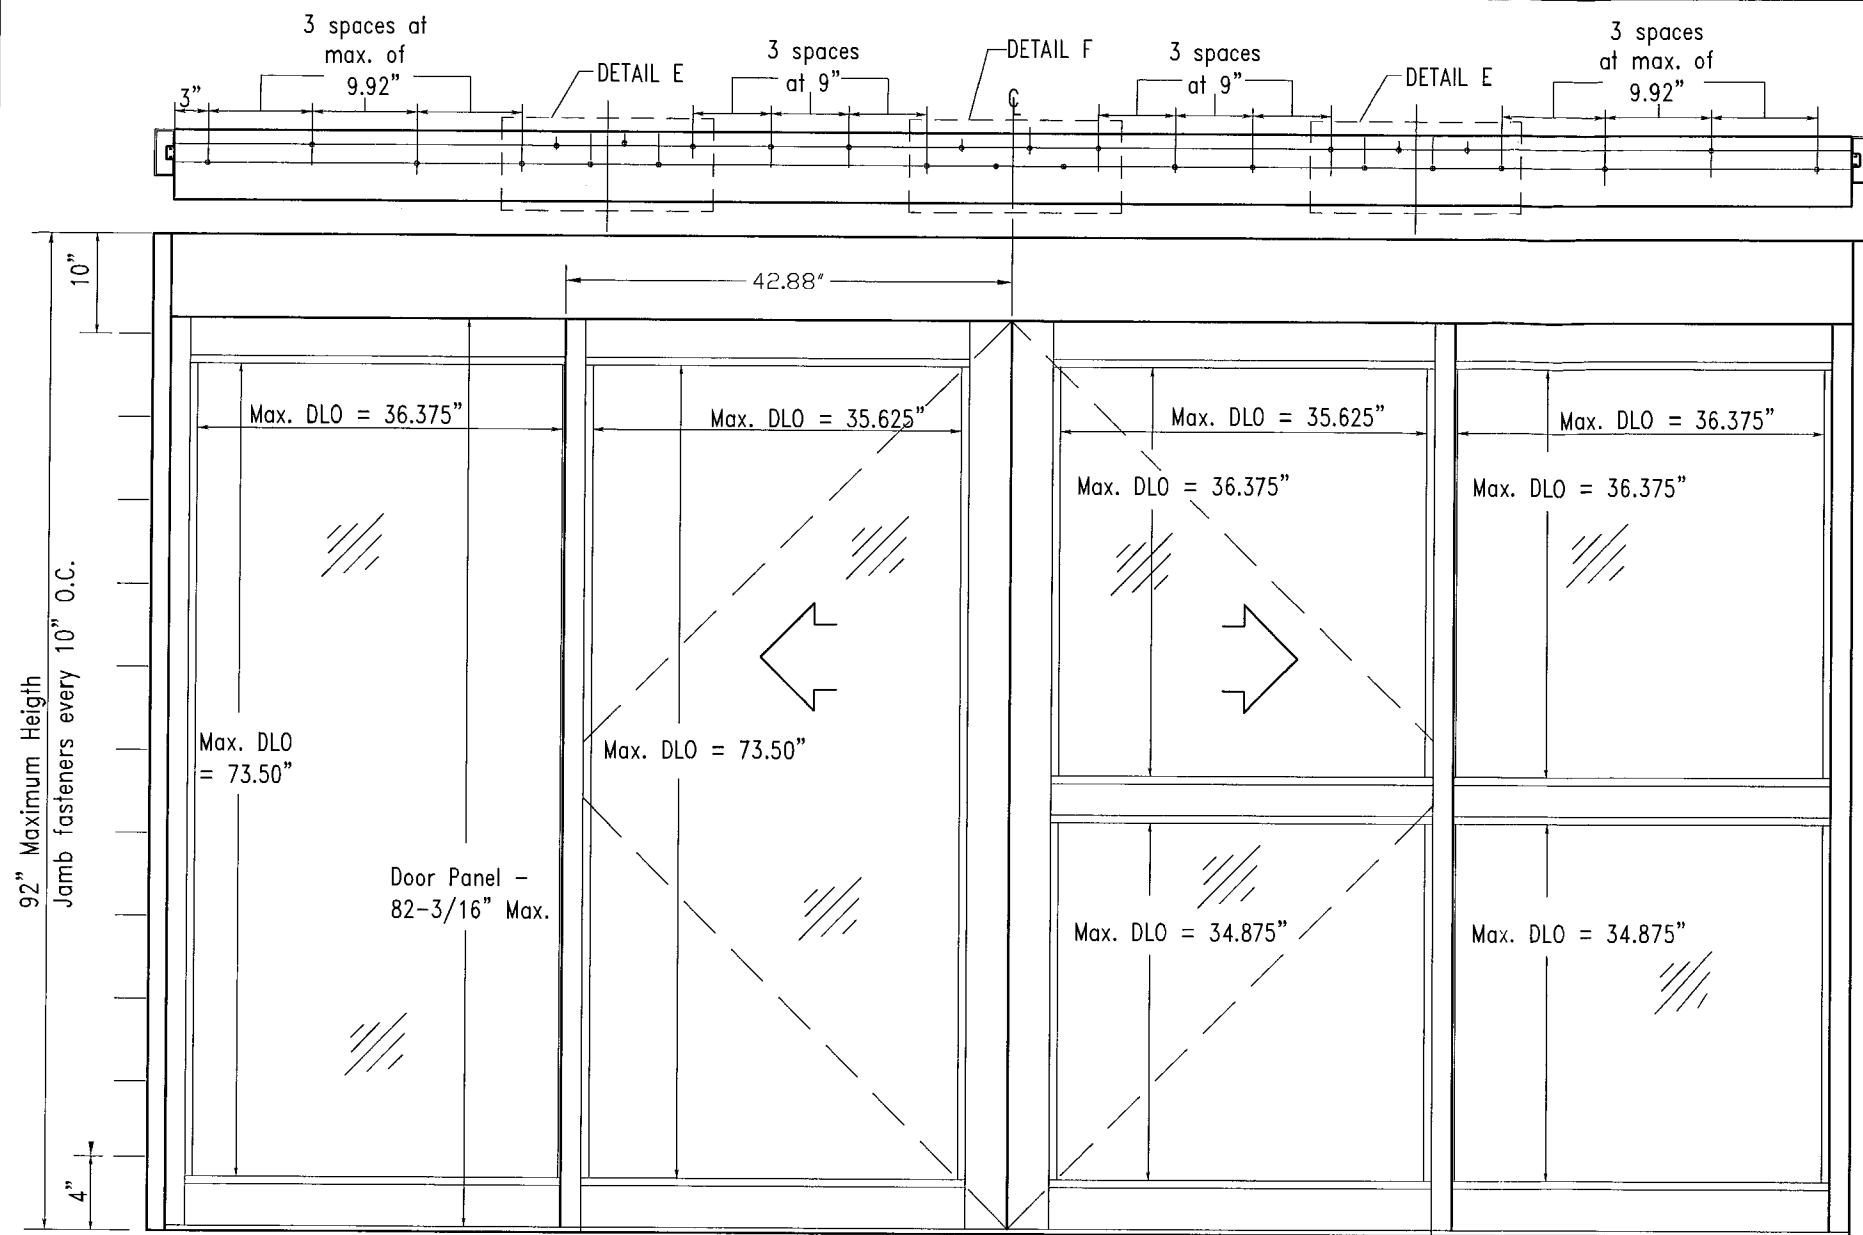 3 spaces at
max. of
9.92”
3”
DETAIL E
3 spaces
at 9”
DETAIL F
℄
3 spaces
at 9”
DETAIL E
3 spaces
at max. of
9.92”
10”
42.88”
Max. DLO = 36.375”
Max. DLO = 35.625”
Max. DLO = 35.625”
Max. DLO = 36.375”
Max. DLO = 36.375”
Max. DLO = 36.375”
92” Maximum Heigth
Jamb fasteners every 10” O.C.
Max. DLO
= 73.50”
Max. DLO = 73.50”
Door Panel –
82–3/16” Max.
Max. DLO = 34.875”
Max. DLO = 34.875”
4”